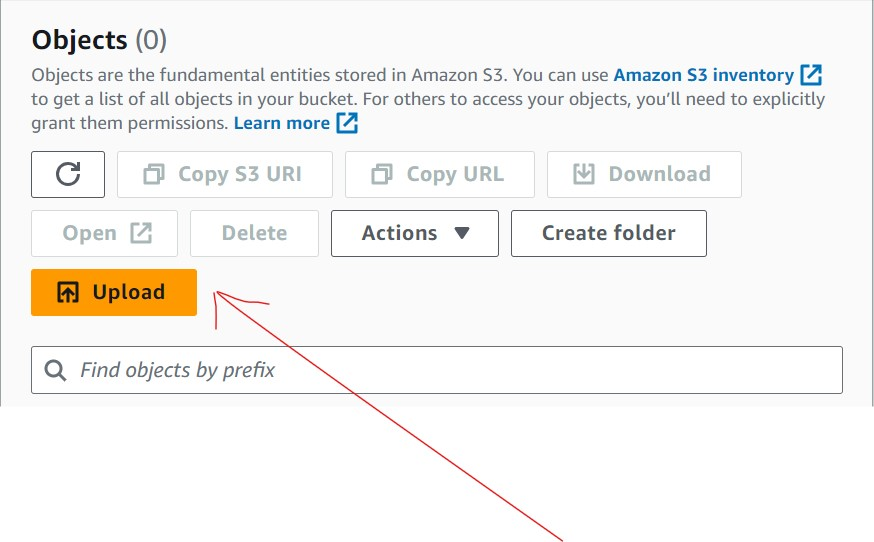 Objects (0)
Objects are the fundamental entities stored in Amazon S3. You can use Amazon S3 inventory
to get a list of all objects in your bucket. For others to access your objects, you’ll need to explicitly
grant them permissions. Learn more
Copy S3 URI Copy URL Download
Open Delete Actions Create folder
Upload
Find objects by prefix